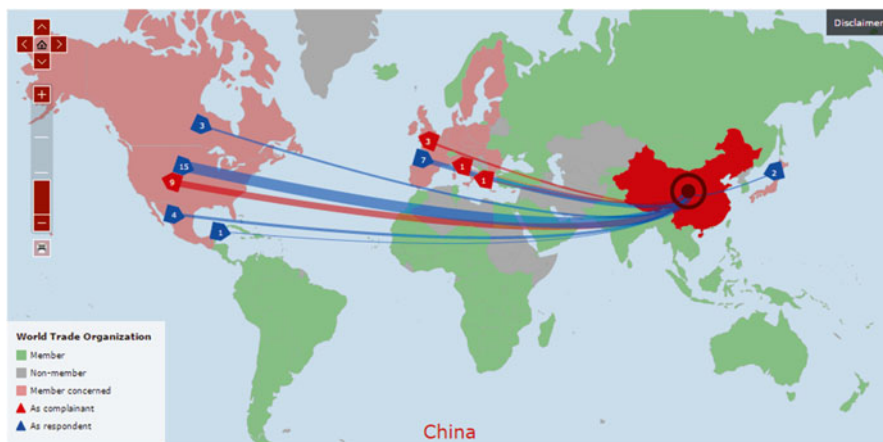 Disclaimer
3
15
9
4
1
3
7
1
1
2
World Trade Organization
Member
Non-member
Member concerned
As complainant
As respondent
China